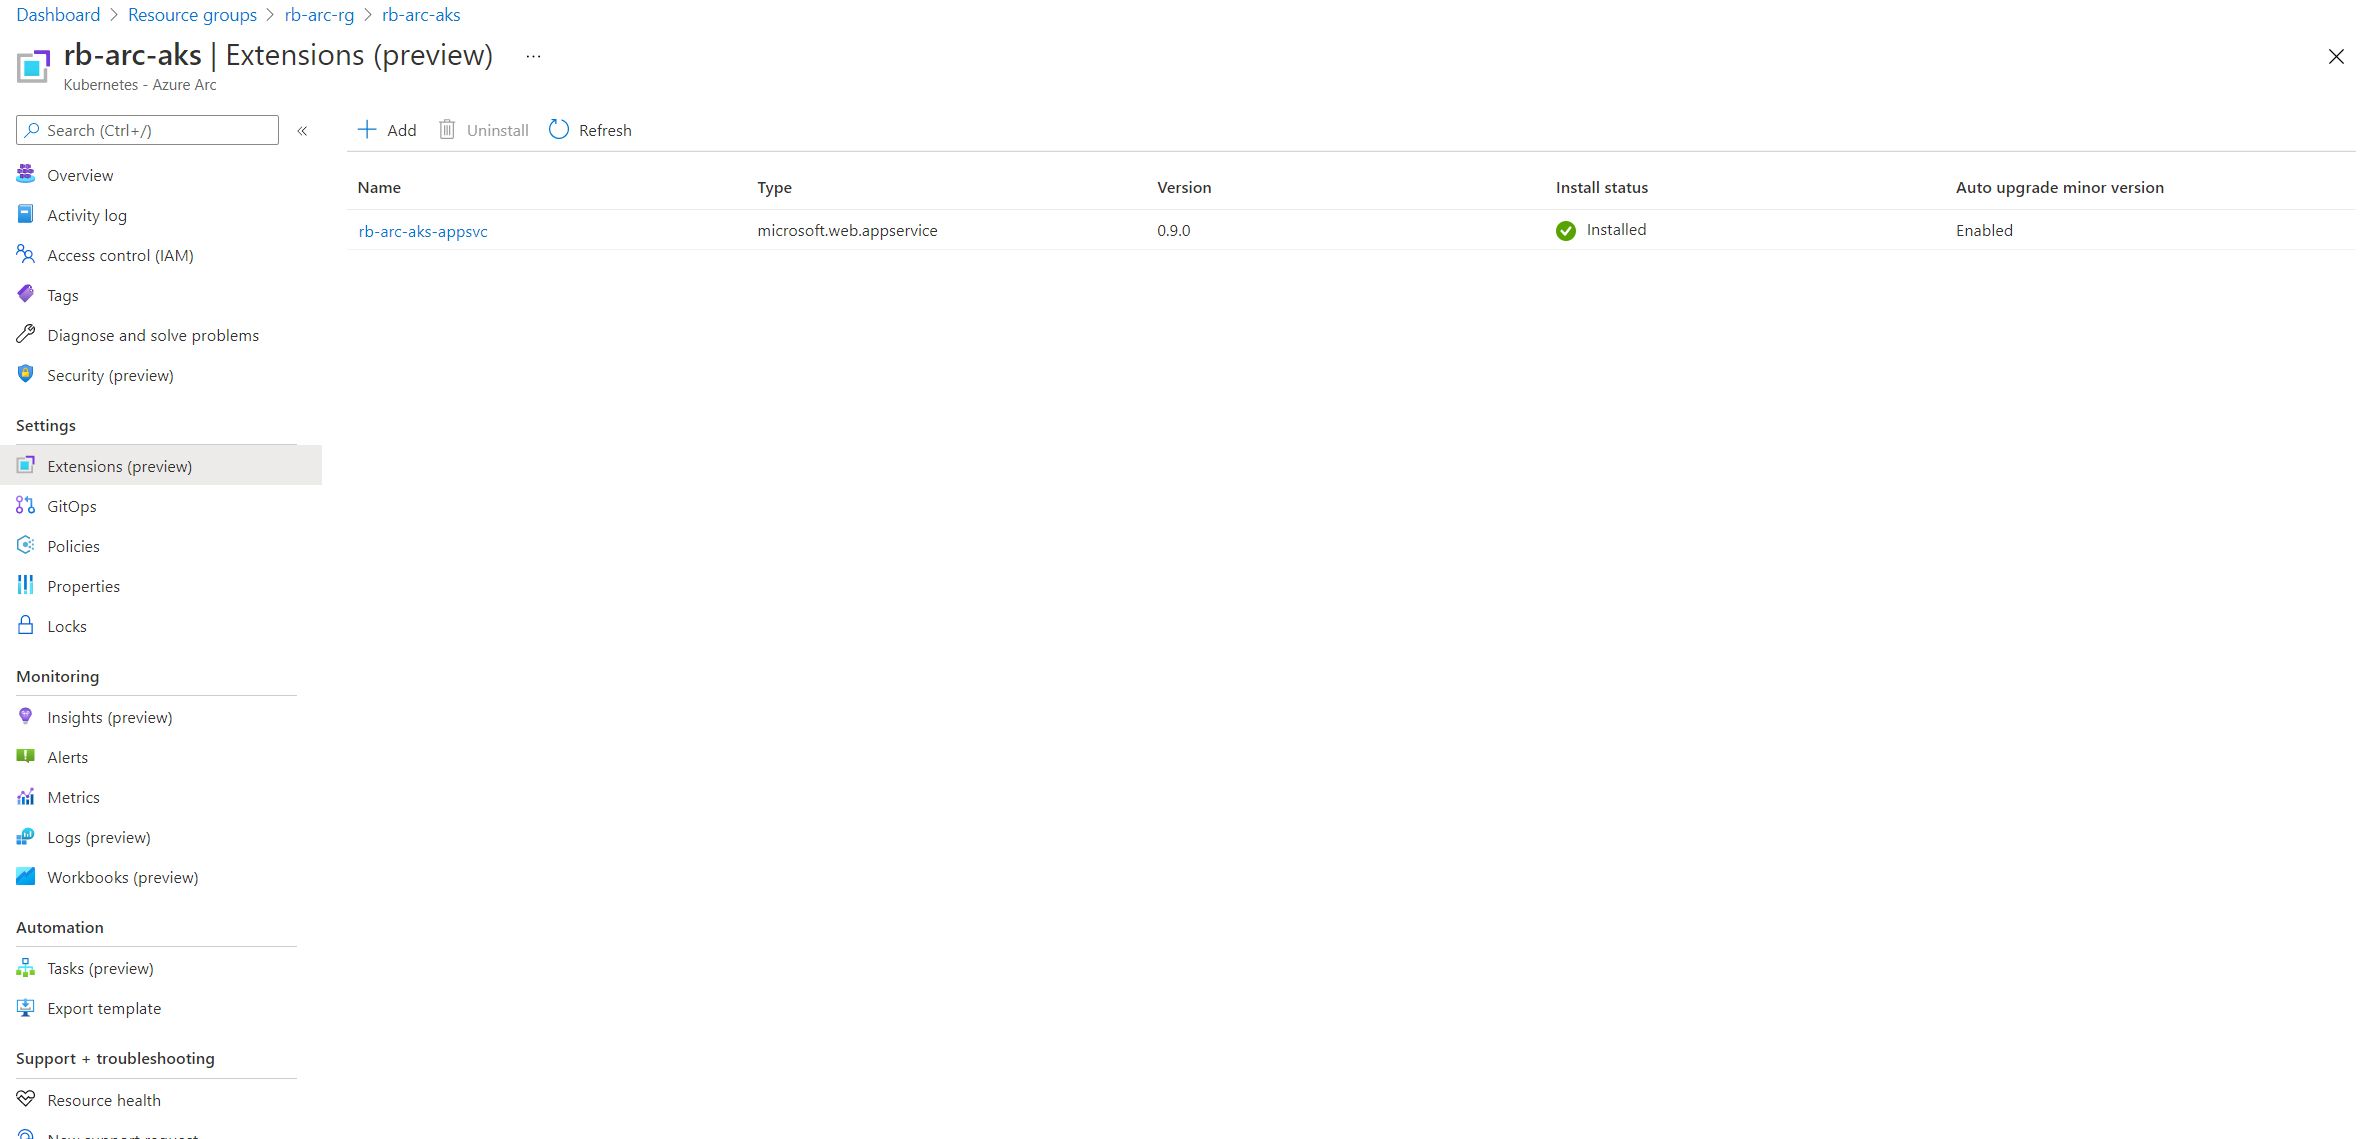 Dashboard > Resource groups > rb-arc-rg > rb-arc-aks
rb-arc-aks | Extensions (preview) ...
Kubernetes - Azure Arc
Search (Ctrl+/) «
Add Uninstall Refresh
Name Type Version Install status Auto upgrade minor version
rb-arc-aks-appsvc microsoft.web.appservice 0.9.0 Installed Enabled
Overview
Activity log
Access control (IAM)
Tags
Diagnose and solve problems
Security (preview)
Settings
Extensions (preview)
GitOps
Policies
Properties
Locks
Monitoring
Insights (preview)
Alerts
Metrics
Logs (preview)
Workbooks (preview)
Automation
Tasks (preview)
Export template
Support + troubleshooting
Resource health
New support request